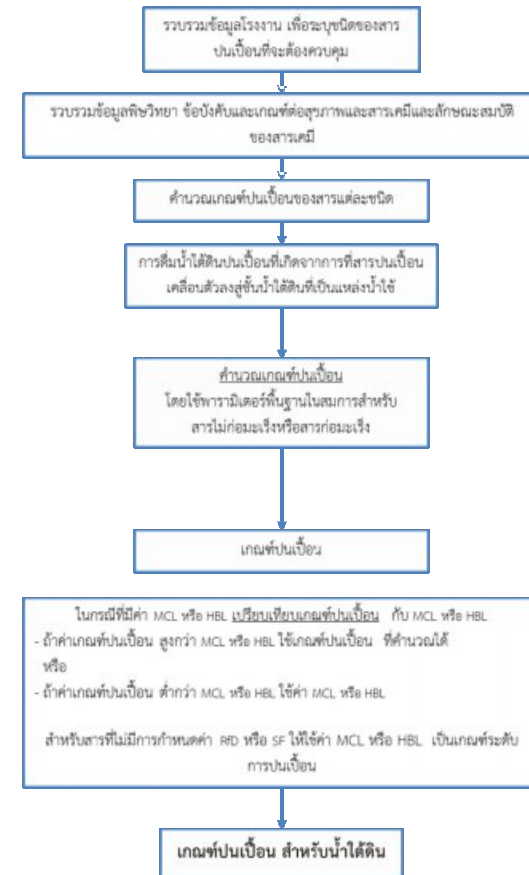 รวบรวมข้อมูลโรงงาน เพื่อระบุชนิดของสาร
ปนเปื้อนที่จะต้องควบคุม
รวบรวมข้อมูลพิษวิทยา ข้อบังคับและเกณฑ์ต่อสุขภาพและสารเคมีและลักษณะสมบัติ
ของสารเคมี
คำนวณเกณฑ์ปนเปื้อนของสารแต่ละชนิด
การดื่มน้ำใต้ดินปนเปื้อนที่เกิดจากการที่สารปนเปื้อน
เคลื่อนตัวลงสู่ชั้นน้ำใต้ดินที่เป็นแหล่งน้ำใช้
คำนวณเกณฑ์ปนเปื้อน
โดยใช้พารามิเตอร์พื้นฐานในสมการสำหรับ
สารไม่ก่อมะเร็งหรือสารก่อมะเร็ง
เกณฑ์ปนเปื้อน
ในกรณีที่มีค่า MCL หรือ HBL เปรียบเทียบเกณฑ์ปนเปื้อน กับ MCL หรือ HBL
- ถ้าค่าเกณฑ์ปนเปื้อน สูงกว่า MCL หรือ HBL ใช้เกณฑ์ปนเปื้อน ที่คำนวณได้
หรือ
- ถ้าค่าเกณฑ์ปนเปื้อน ต่ำกว่า MCL หรือ HBL ใช้ค่า MCL หรือ HBL
สำหรับสารที่ไม่มีการกำหนดค่า RfD หรือ SF ให้ใช้ค่า MCL หรือ HBL เป็นเกณฑ์ระดับ
การปนเปื้อน
เกณฑ์ปนเปื้อน สำหรับน้ำใต้ดิน